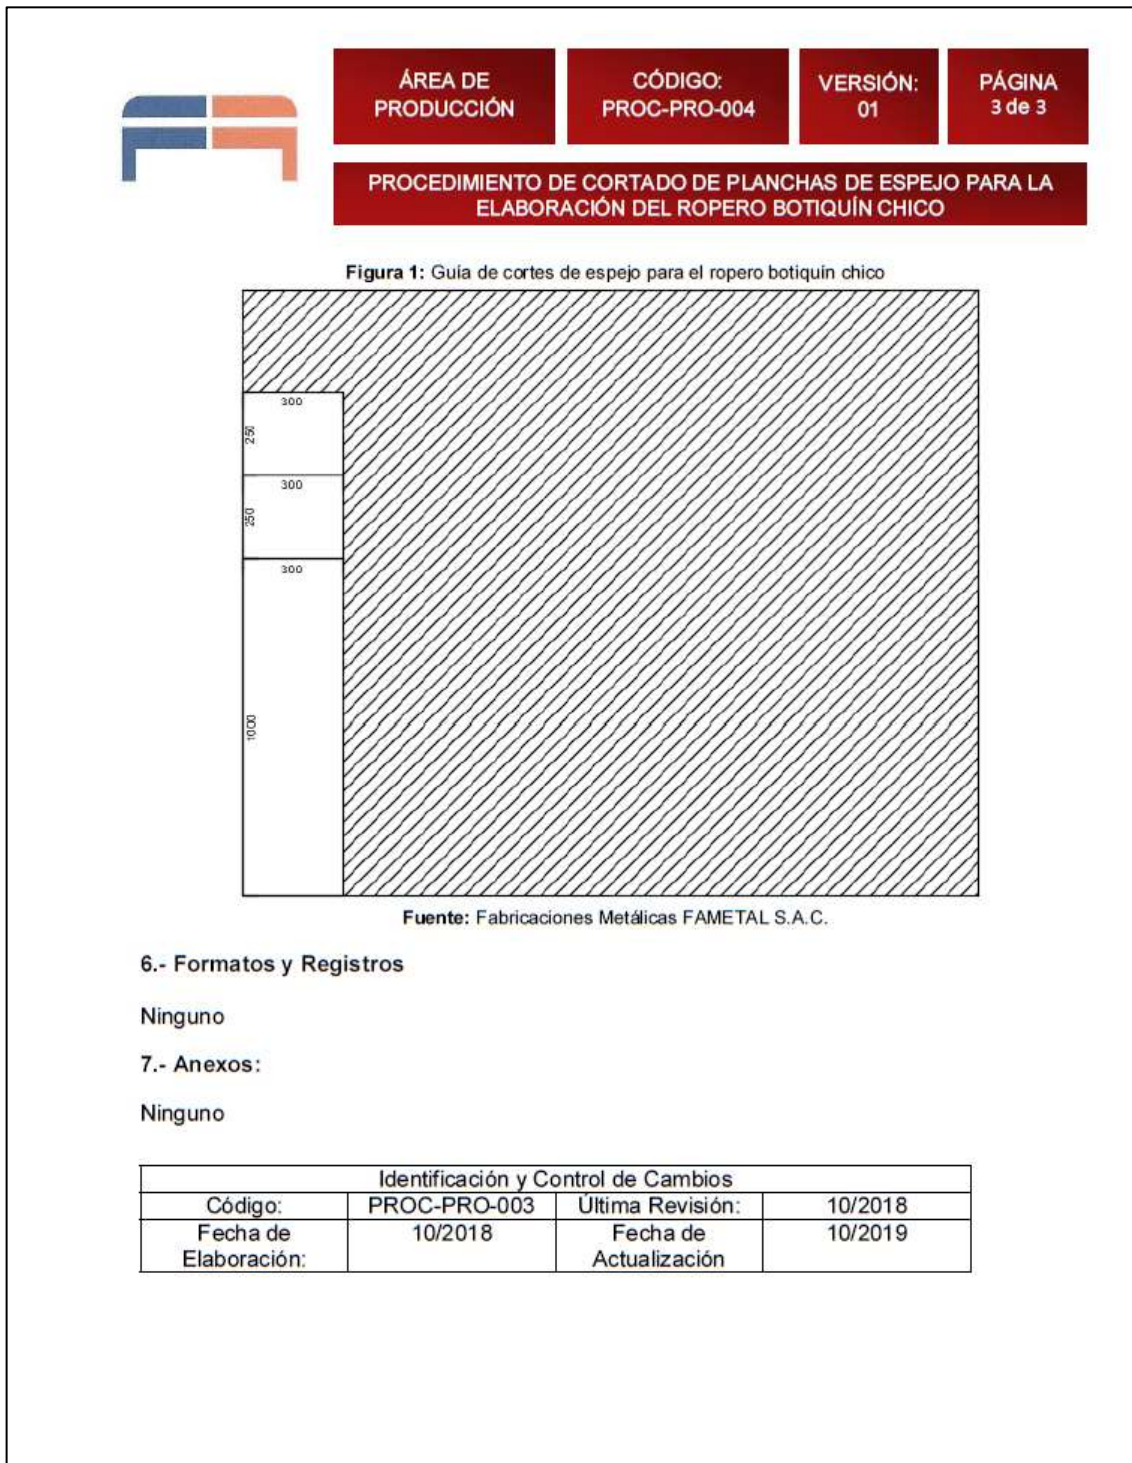 ÁREA DE
PRODUCCIÓN
CÓDIGO:
PROC-PRO-004
VERSIÓN:
01
PÁGINA
3 de 3
PROCEDIMIENTO DE CORTADO DE PLANCHAS DE ESPEJO PARA LA
ELABORACIÓN DEL ROPERO BOTIQUÍN CHICO
Figura 1: Guía de cortes de espejo para el ropero botiquín chico
300
250
300
250
300
1000
Fuente: Fabricaciones Metálicas FAMETAL S.A.C.
6.- Formatos y Registros
Ninguno
7.- Anexos:
Ninguno
Identificación y Control de Cambios
Código: PROC-PRO-003 Última Revisión: 10/2018
Fecha de Elaboración: 10/2018 Fecha de Actualización 10/2019